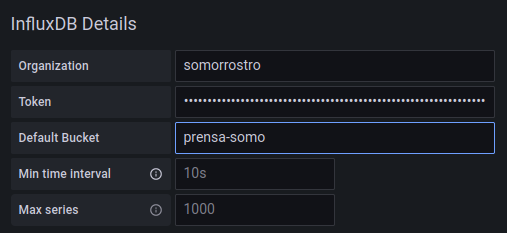 InfluxDB Details
Organization somorrostro
Token ••••••••••••••••••••••••••••••••••••••••••••••••••••••••••••••••
Default Bucket prensa-somo
Min time interval 10s
Max series 1000